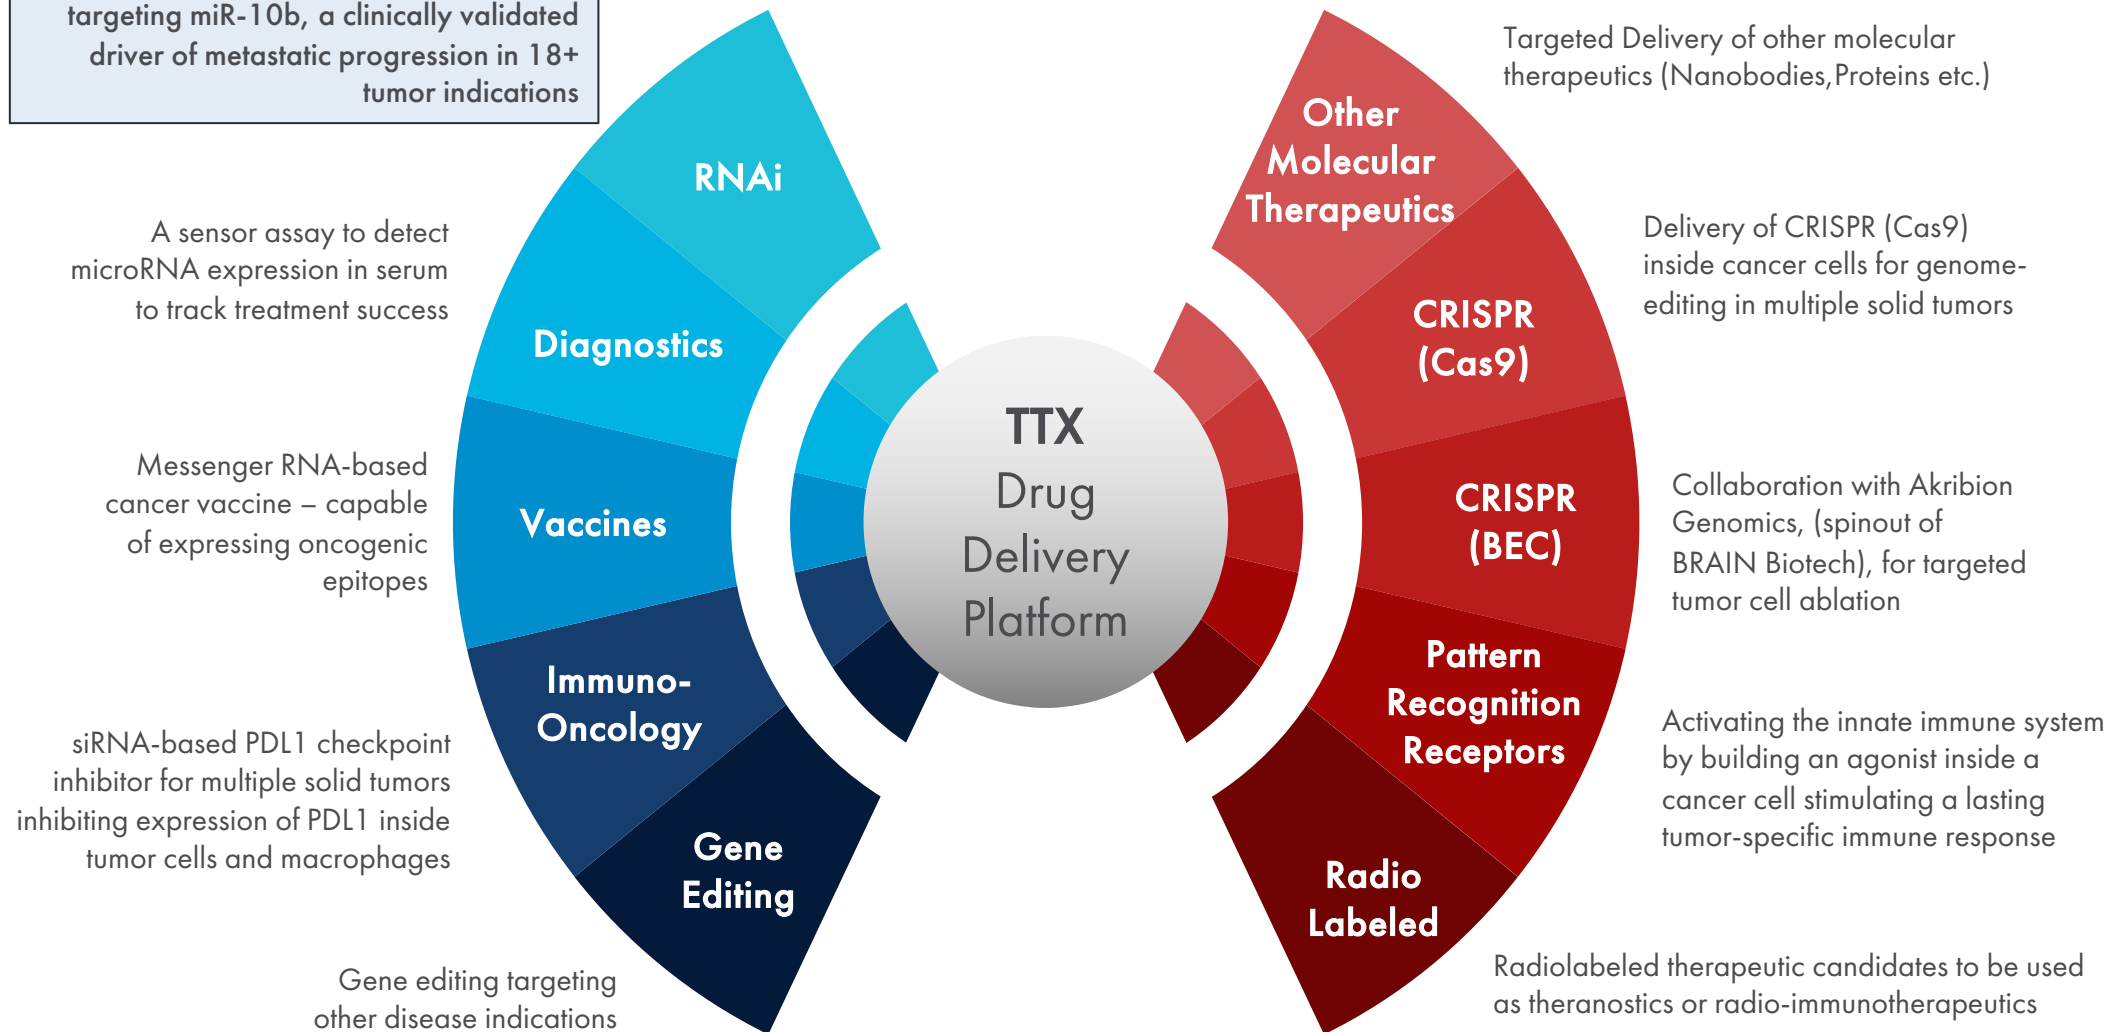 targeting miR-10b, a clinically validated
driver of metastatic progression in 18+
tumor indications
RNAi
A sensor assay to detect
microRNA expression in serum
to track treatment success
Diagnostics
Messenger RNA-based
cancer vaccine – capable
of expressing oncogenic
epitopes
Vaccines
siRNA-based PDL1 checkpoint
inhibitor for multiple solid tumors
inhibiting expression of PDL1 inside
tumor cells and macrophages
Immuno-
Oncology
Gene editing targeting
other disease indications
Gene
Editing
TTX
Drug
Delivery
Platform
Other
Molecular
Therapeutics
Targeted Delivery of other molecular
therapeutics (Nanobodies,Proteins etc.)
CRISPR
(Cas9)
Delivery of CRISPR (Cas9)
inside cancer cells for genome-
editing in multiple solid tumors
CRISPR
(BEC)
Collaboration with Akribion
Genomics, (spinout of
BRAIN Biotech), for targeted
tumor cell ablation
Pattern
Recognition
Receptors
Activating the innate immune system
by building an agonist inside a
cancer cell stimulating a lasting
tumor-specific immune response
Radio
Labeled
Radiolabeled therapeutic candidates to be used
as theranostics or radio-immunotherapeutics